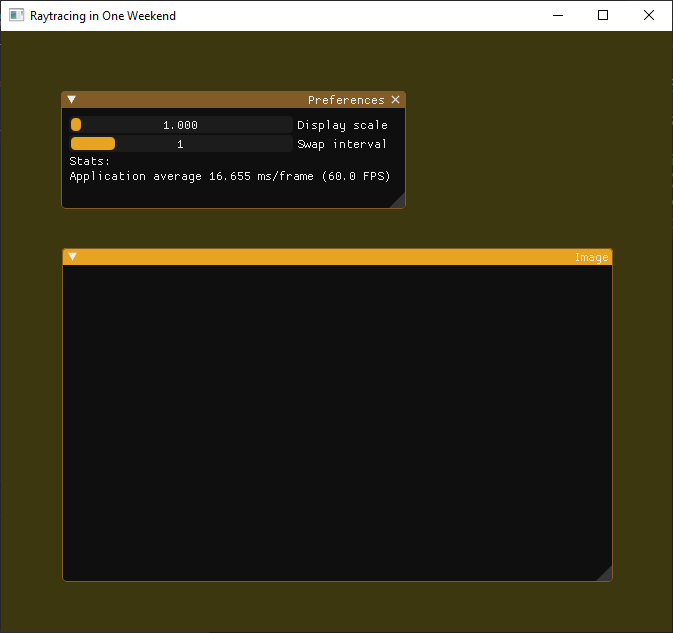 Raytracing in One Weekend
Preferences
1.000 Display scale
1 Swap interval
Stats:
Application average 16.655 ms/frame (60.0 FPS)
Image